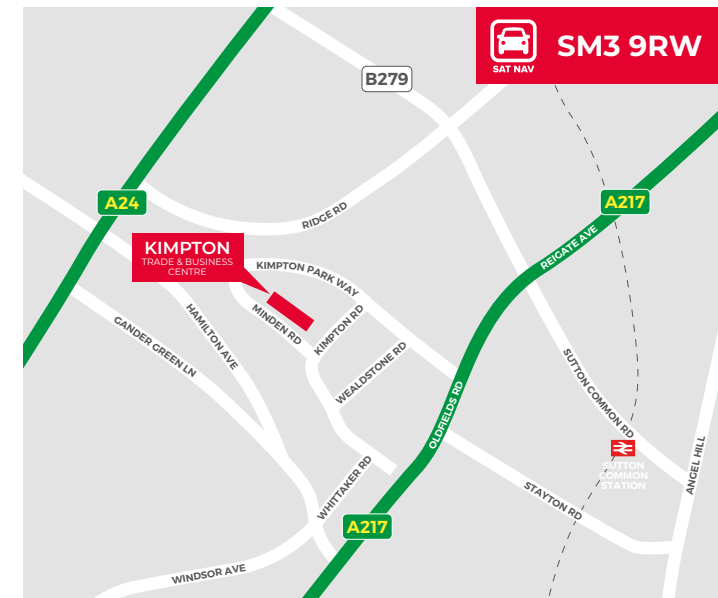 SAT NAV
SM3 9RW
B279
A24
A217
RIDGE RD
REIGATE AVE
KIMPTON
TRADE & BUSINESS
CENTRE
KIMPTON PARK WAY
MINDEN RD
KIMPTON RD
HAMILTON AVE
GANDER GREEN LN
WEALDSTONE RD
OLDFIELDS RD
SUTTON COMMON RD
SUTTON
COMMON
STATION
ANGEL HILL
WHITTAKER RD
STAYTON RD
A217
WINDSOR AVE